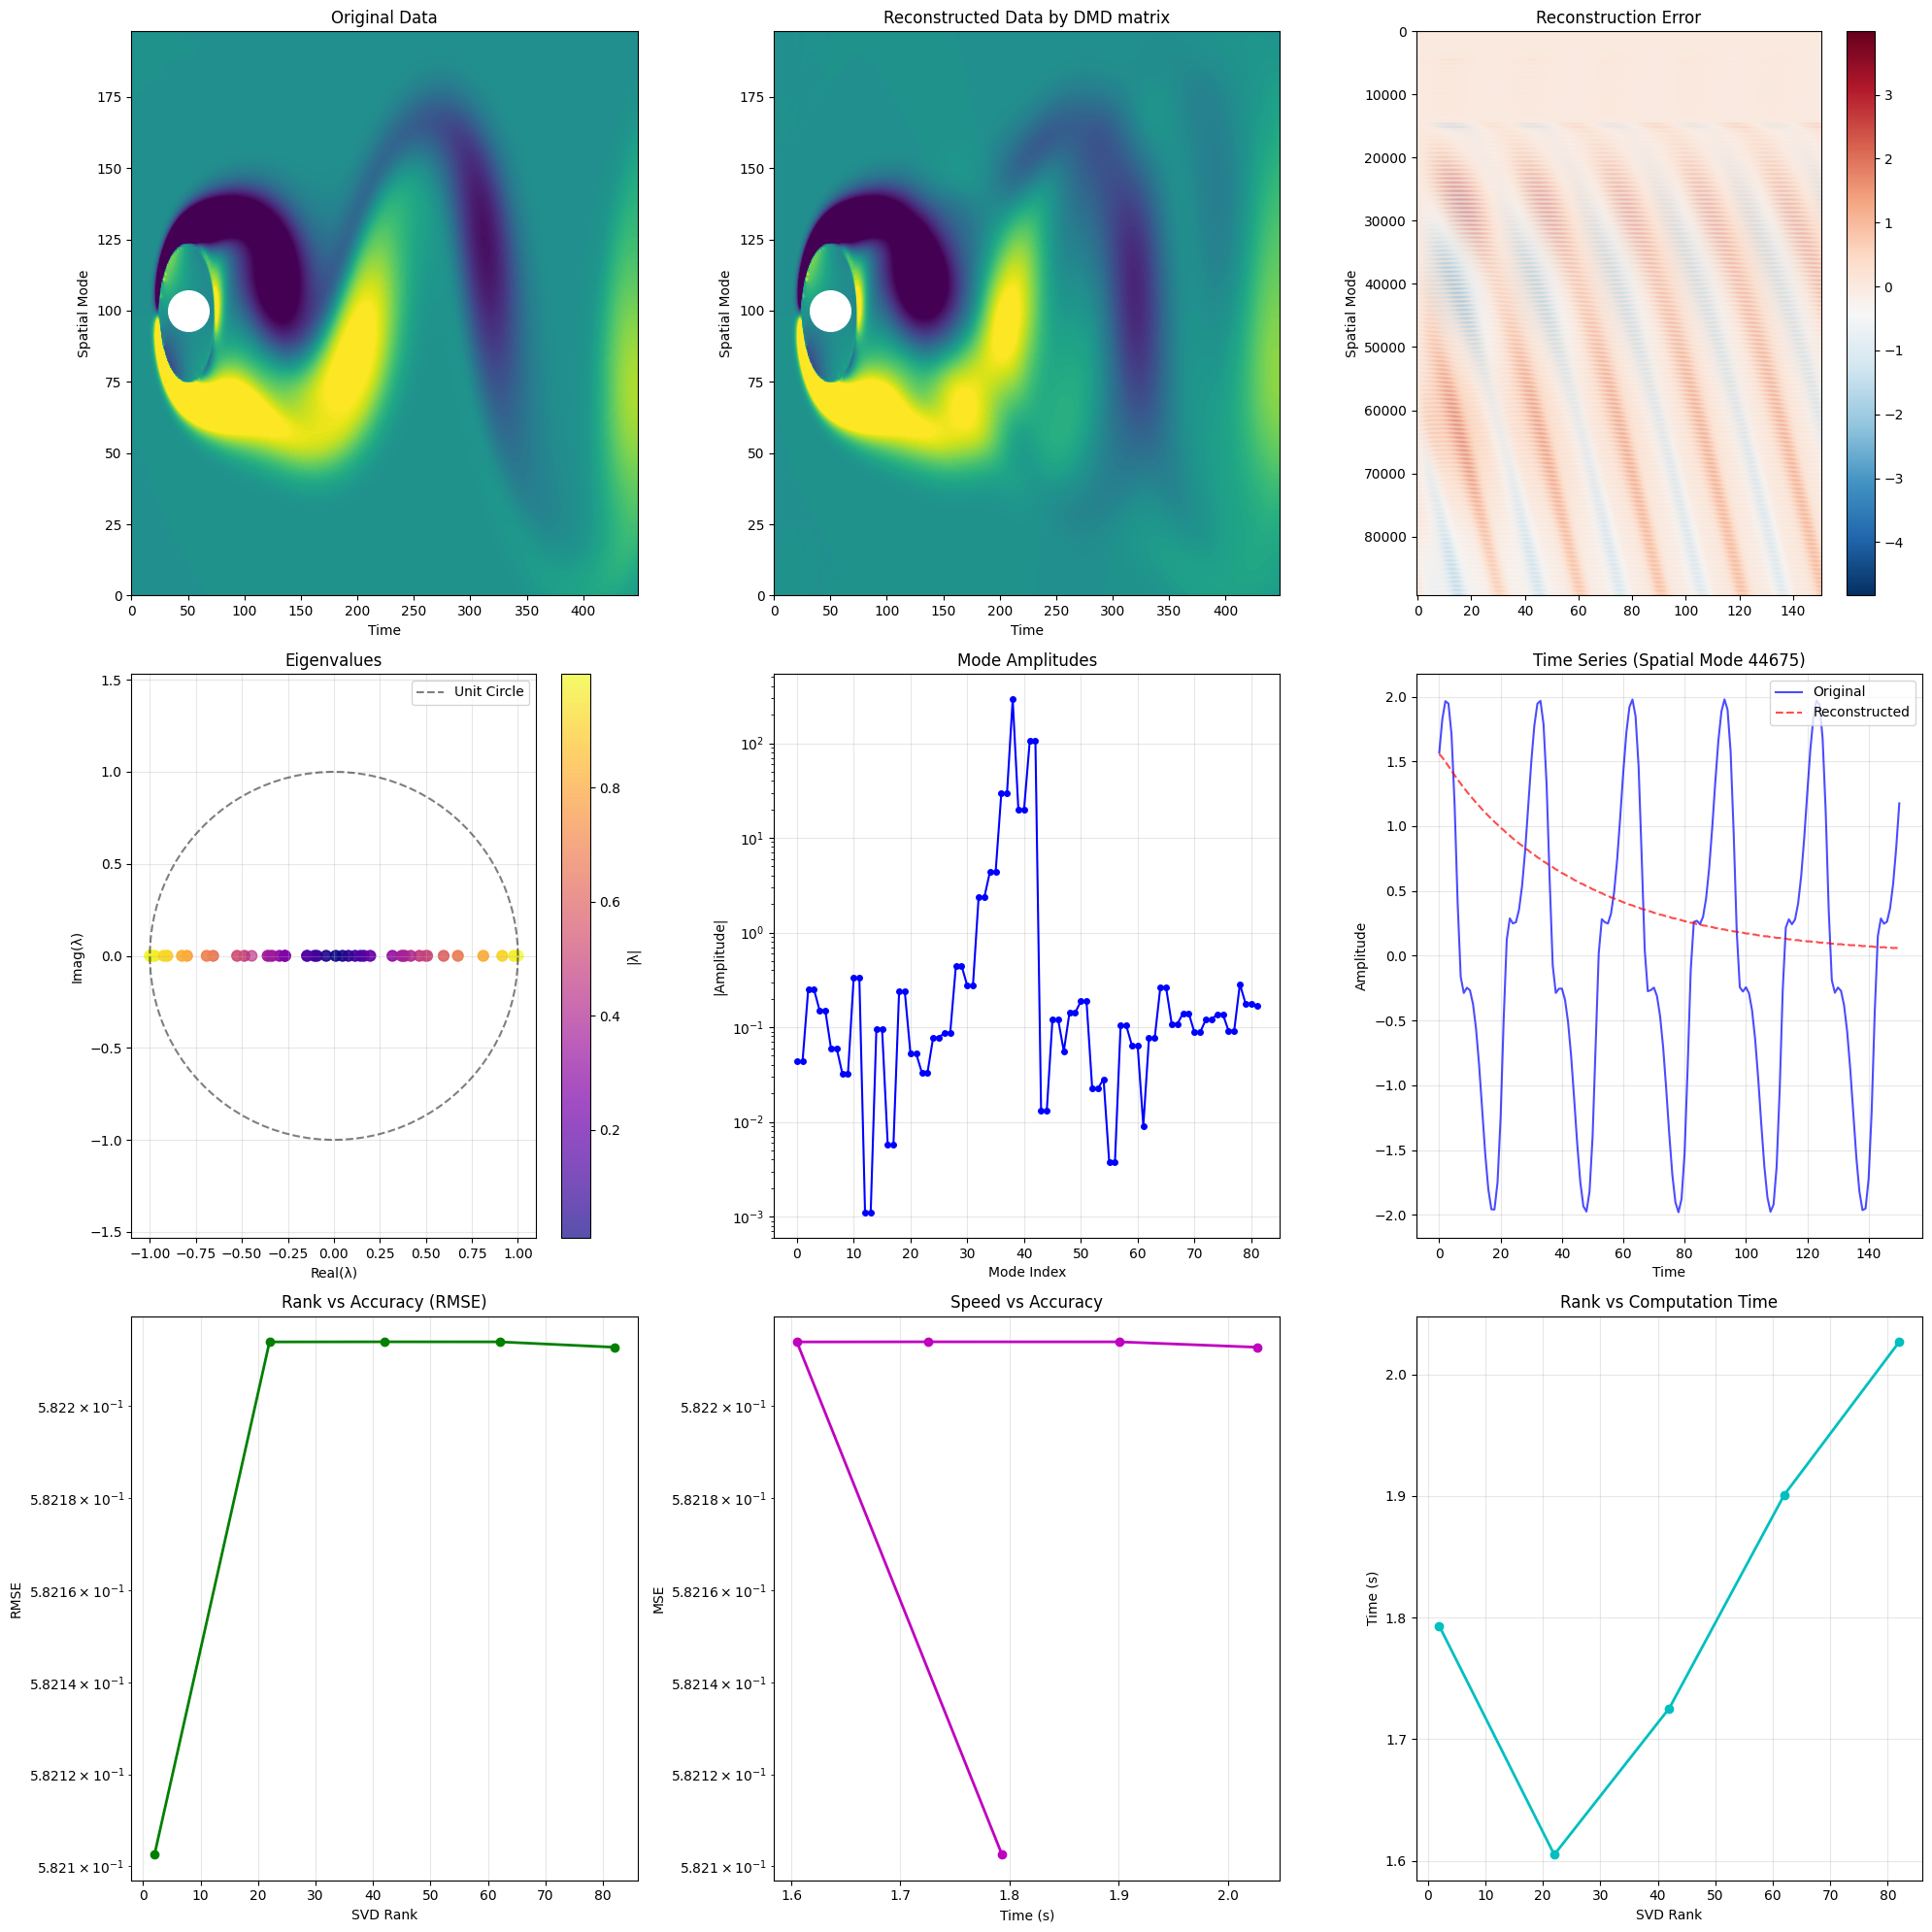 Original Data
175
150
125
100
75
50
25
0
Spatial Mode
0 50 100 150 200 250 300 350 400
Time
Reconstructed Data by DMD matrix
175
150
125
100
75
50
25
0
Spatial Mode
0 50 100 150 200 250 300 350 400
Time
Reconstruction Error
0
10000
20000
30000
40000
50000
60000
70000
80000
Spatial Mode
0 20 40 60 80 100 120 140
3
2
1
0
−1
−2
−3
−4
Eigenvalues
Unit Circle
1.5
1.0
0.5
0.0
−0.5
−1.0
−1.5
Imag(λ)
−1.00 −0.75 −0.50 −0.25 0.00 0.25 0.50 0.75 1.00
Real(λ)
0.8
0.6
0.4
0.2
|λ|
Mode Amplitudes
10²
10¹
10⁰
10⁻¹
10⁻²
10⁻³
|Amplitude|
0 10 20 30 40 50 60 70 80
Mode Index
Time Series (Spatial Mode 44675)
Original
Reconstructed
2.0
1.5
1.0
0.5
0.0
−0.5
−1.0
−1.5
−2.0
Amplitude
0 20 40 60 80 100 120 140
Time
Rank vs Accuracy (RMSE)
5.822 × 10⁻¹
5.8218 × 10⁻¹
5.8216 × 10⁻¹
5.8214 × 10⁻¹
5.8212 × 10⁻¹
5.821 × 10⁻¹
RMSE
0 10 20 30 40 50 60 70 80
SVD Rank
Speed vs Accuracy
5.822 × 10⁻¹
5.8218 × 10⁻¹
5.8216 × 10⁻¹
5.8214 × 10⁻¹
5.8212 × 10⁻¹
5.821 × 10⁻¹
MSE
1.6 1.7 1.8 1.9 2.0
Time (s)
Rank vs Computation Time
2.0
1.9
1.8
1.7
1.6
Time (s)
0 10 20 30 40 50 60 70 80
SVD Rank